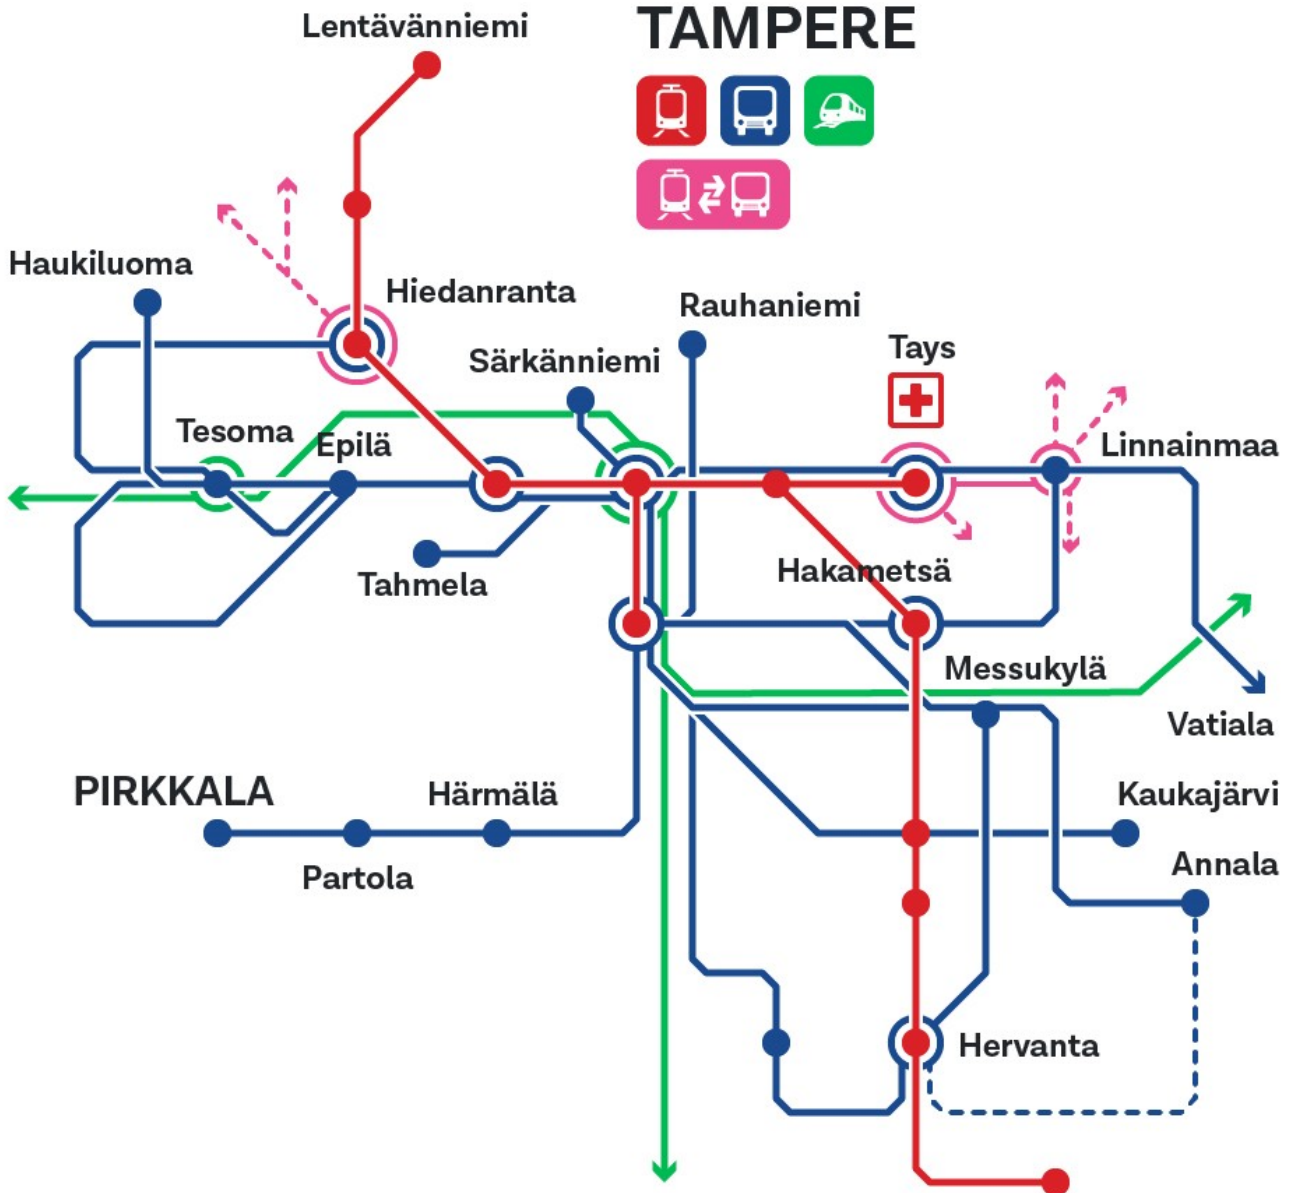 Lentävänniemi
TAMPERE
Haukiluoma
Hiedanranta
Rauhaniemi
Särkänniemi
Tays
Tesoma
Epilä
Linnainmaa
Tahmela
Hakametsä
Messukylä
Vatiala
PIRKKALA
Härmälä
Kaukajärvi
Partola
Annala
Hervanta